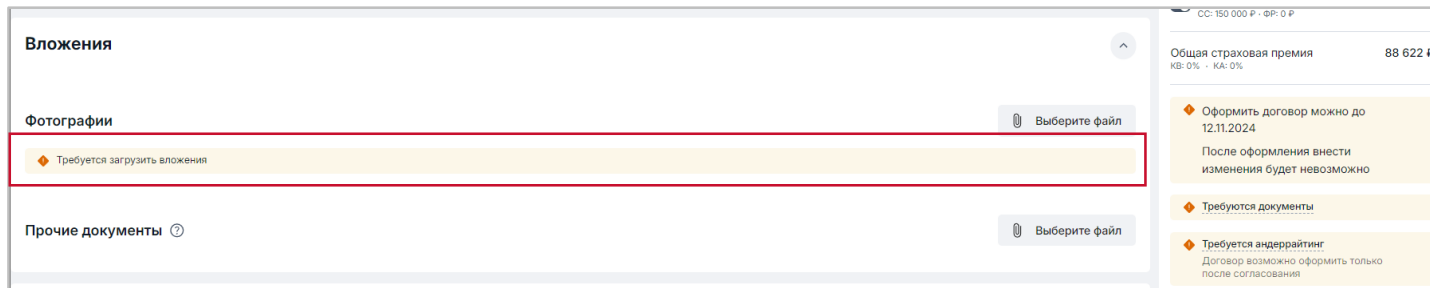 Вложения
Фотографии
Выберите файл
Требуется загрузить вложения
Прочие документы
Выберите файл
СС: 150 000 ₽ · ФР: 0 ₽
Общая страховая премия 88 622 ₽
КВ: 0% · КА: 0%
Оформить договор можно до
12.11.2024
После оформления внести
изменения будет невозможно
Требуются документы
Требуется андеррайтинг
Договор возможно оформить только
после согласования